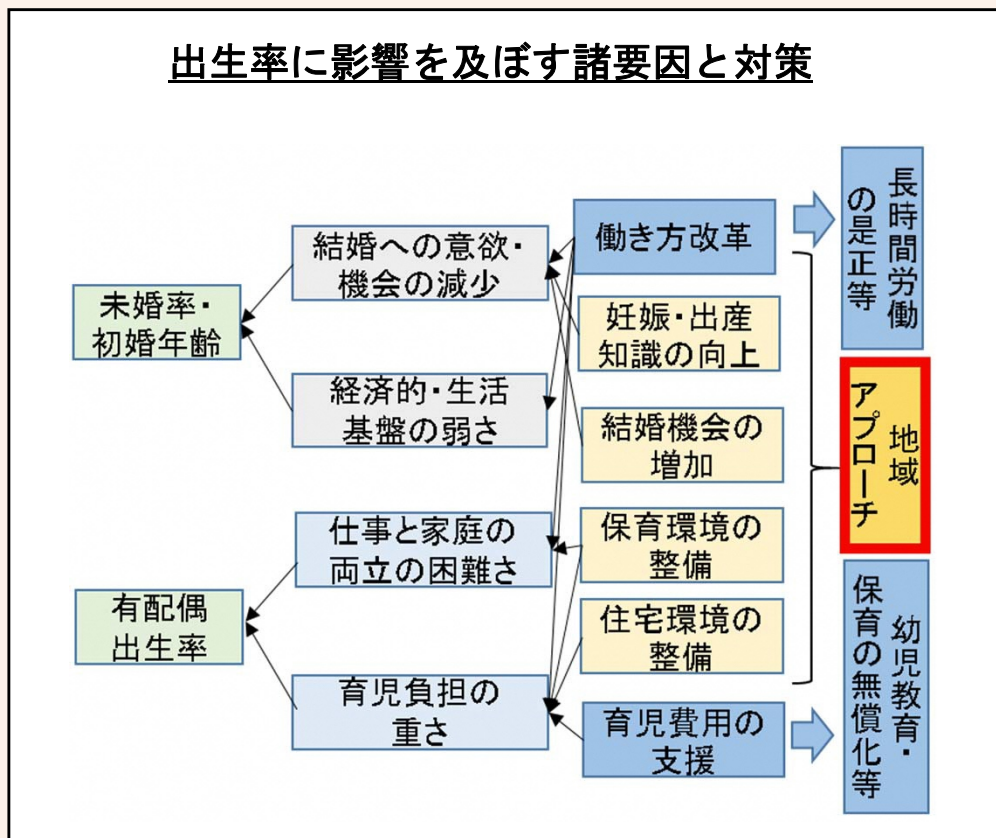 出生率に影響を及ぼす諸要因と対策
未婚率・
初婚年齢
有配偶
出生率
結婚への意欲・
機会の減少
経済的・生活
基盤の弱さ
仕事と家庭の
両立の困難さ
育児負担の
重さ
働き方改革
妊娠・出産
知識の向上
結婚機会の
増加
保育環境の
整備
住宅環境の
整備
育児費用の
支援
長時間労働
の是正等
地域
アプローチ
幼児教育・
保育の無償化等